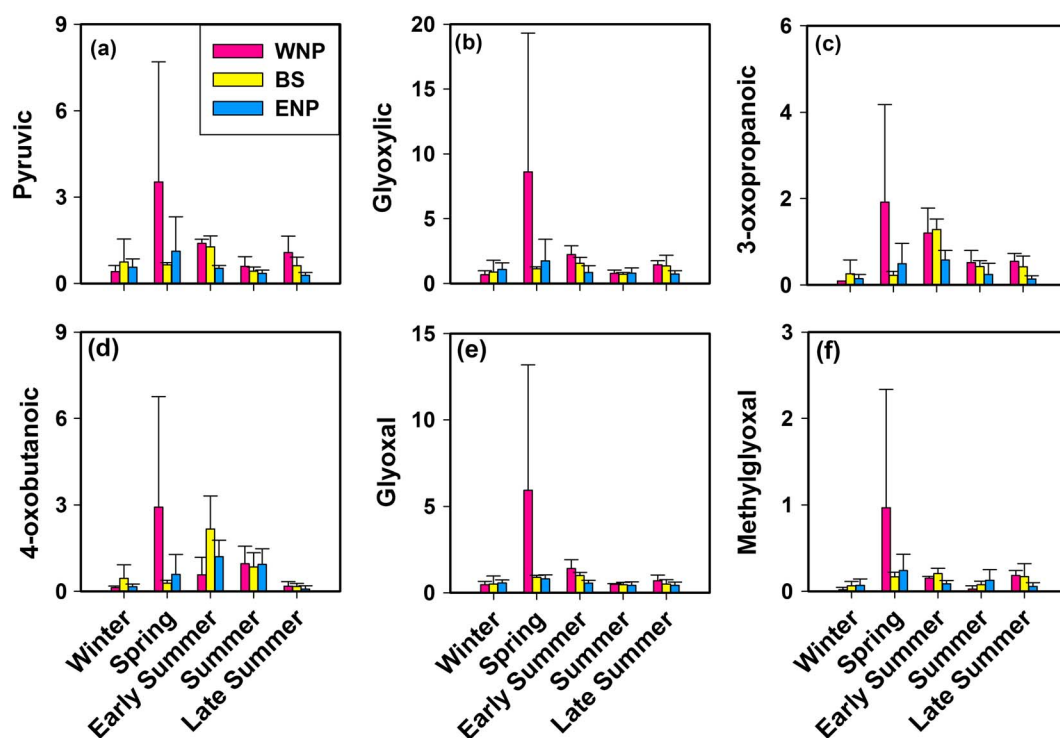 (a)
WNP
BS
ENP
Pyruvic
9
6
3
0
(b)
Glyoxylic
20
15
10
5
0
(c)
3-oxopropanoic
6
4
2
0
(d)
4-oxobutanoic
9
6
3
0
Winter
Spring
Early Summer
Summer
Late Summer
(e)
Glyoxal
15
10
5
0
Winter
Spring
Early Summer
Summer
Late Summer
(f)
Methylglyoxal
3
2
1
0
Winter
Spring
Early Summer
Summer
Late Summer